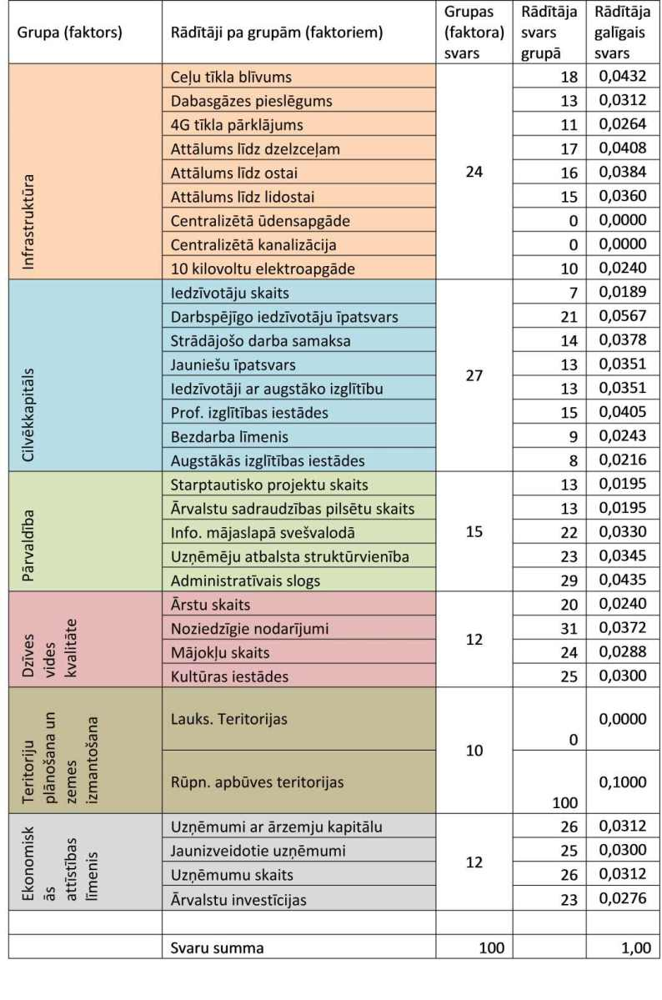 Grupa (faktors) Rādītāji pa grupām (faktoriem) Grupas (faktora) svars Rādītāja svars grupā Rādītāja galīgais svars
Infrastruktūra
Ceļu tīkla blīvums 18 0,0432
Dabasgāzes pieslēgums 13 0,0312
4G tīkla pārklājums 11 0,0264
Attālums līdz dzelzceļam 17 0,0408
Attālums līdz ostai 24 16 0,0384
Attālums līdz lidostai 15 0,0360
Centralizētā ūdensapgāde 0 0,0000
Centralizētā kanalizācija 0 0,0000
10 kilovoltu elektroapgāde 10 0,0240
Cilvēkkapitāls
Iedzīvotāju skaits 7 0,0189
Darbspējīgo iedzīvotāju īpatsvars 21 0,0567
Strādājošo darba samaksa 14 0,0378
Jauniešu īpatsvars 13 0,0351
27
Iedzīvotāji ar augstāko izglītību 13 0,0351
Prof. izglītības iestādes 15 0,0405
Bezdarba līmenis 9 0,0243
Augstākās izglītības iestādes 8 0,0216
Pārvaldība
Starptautisko projektu skaits 13 0,0195
Ārvalstu sadraudzības pilsētu skaits 13 0,0195
Info. mājaslapā svešvalodā 15 22 0,0330
Uzņēmēju atbalsta struktūrvienība 23 0,0345
Administratīvais slogs 29 0,0435
Dzīves
vides
kvalitāte
Ārstu skaits 20 0,0240
Noziedzīgie nodarījumi 31 0,0372
12
Mājokļu skaits 24 0,0288
Kultūras iestādes 25 0,0300
Teritoriju
plānošana un
zemes
izmantošana
Lauks. Teritorijas 0 0,0000
10
Rūpn. apbūves teritorijas 100 0,1000
Ekonomisk
ās
attīstības
līmenis
Uzņēmumi ar ārzemju kapitālu 26 0,0312
Jaunizveidotie uzņēmumi 25 0,0300
12
Uzņēmumu skaits 26 0,0312
Ārvalstu investīcijas 23 0,0276
Svaru summa 100 1,00